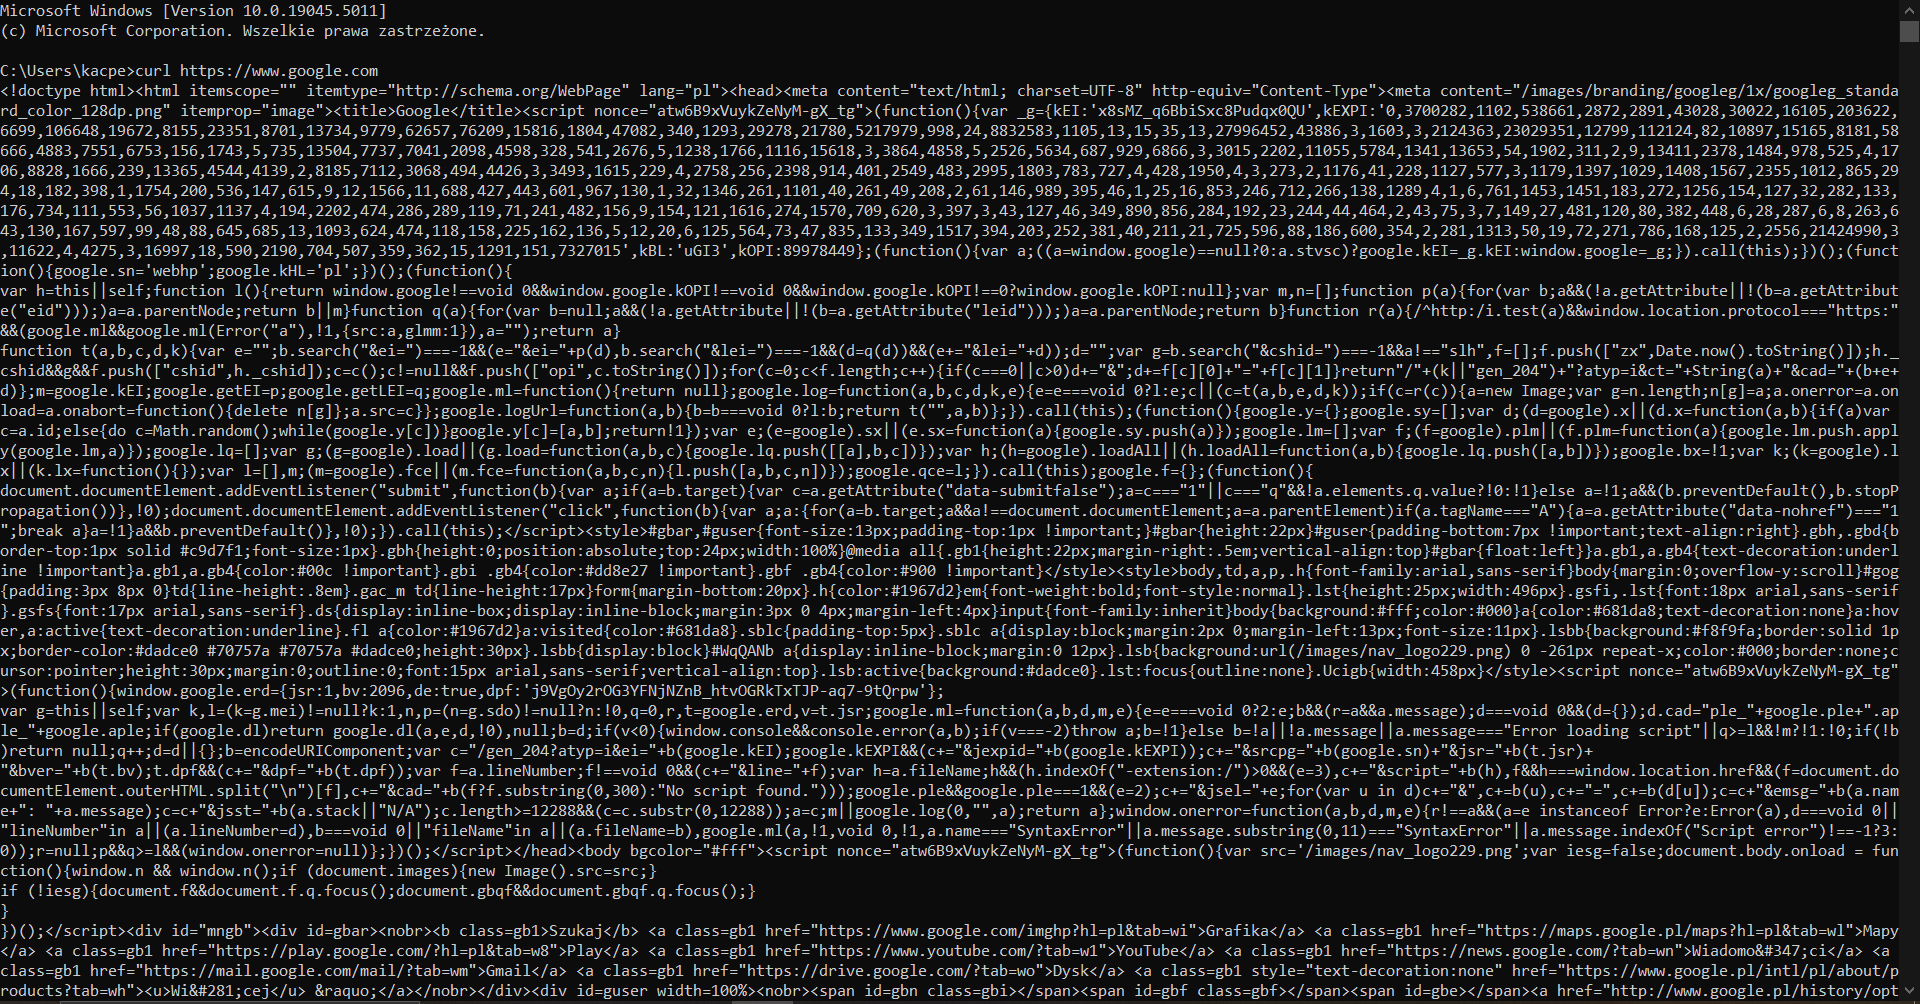 Microsoft Windows [Version 10.0.19045.5011]
(c) Microsoft Corporation. Wszelkie prawa zastrzeżone.
C:\Users\kacpe>curl https://www.google.com
<!doctype html><html itemscope="" itemtype="http://schema.org/WebPage" lang="pl"><head><meta content="text/html; charset=UTF-8" http-equiv="Content-Type"><meta content="/images/branding/googleg/1x/googleg_standa
rd_color_128dp.png" itemprop="image"><title>Google</title><script nonce="atw6B9xVuykZeNyM-gX_tg">(function(){var _g={kEI:'x8sMZ_q6BbiSxc8Pudqx0QU',kEXPI:'0,3700282,1102,538661,2872,2891,43028,30022,16105,203622,
6699,106648,19672,8155,23351,8701,13734,9779,62657,76209,15816,1804,47082,340,1293,29278,21780,5217979,998,24,8832583,1105,13,15,35,13,27996452,43886,3,1603,3,2124363,23029351,12799,112124,82,10897,15165,8181,58
666,4883,7551,6753,156,1743,5,735,13504,7737,7041,2098,4598,328,541,2676,5,1238,1766,1116,15618,3,3864,4858,5,2526,5634,687,929,6866,3,3015,2202,11055,5784,1341,13653,54,1902,311,2,9,13411,2378,1484,978,525,4,17
06,8828,1666,239,13365,4544,4139,2,8185,7112,3068,494,4426,3,3493,1615,229,4,2758,256,2398,914,401,2549,483,2995,1803,783,727,4,428,1950,4,3,273,2,1176,41,228,1127,577,3,1179,1397,1029,1408,1567,2355,1012,865,29
4,18,182,398,1,1754,200,536,147,615,9,12,1566,11,688,427,443,601,967,130,1,32,1346,261,1101,40,261,49,208,2,61,146,989,395,46,1,25,16,853,246,712,266,138,1289,4,1,6,761,1453,1451,183,272,1256,154,127,32,282,133,
176,734,111,553,56,1037,1137,4,194,2202,474,286,289,119,71,241,482,156,9,154,121,1616,274,1570,709,620,3,397,3,43,127,46,349,890,856,284,192,23,244,44,464,2,43,75,3,7,149,27,481,120,80,382,448,6,28,287,6,8,263,6
43,130,167,597,99,48,88,645,685,13,1093,624,474,118,158,225,162,136,5,12,20,6,125,564,73,47,835,133,349,1517,394,203,252,381,40,211,21,725,596,88,186,600,354,2,281,1313,50,19,72,271,786,168,125,2,2556,21424990,3
,11622,4,4275,3,16997,18,590,2190,704,507,359,362,15,1291,151,7327015',kBL:'uGI3',kOPI:89978449};(function(){var a;((a=window.google)==null?0:a.stvsc)?google.kEI=_g.kEI:window.google=_g;}).call(this);})();(funct
ion(){google.sn='webhp';google.kHL='pl';})();(function(){
var h=this||self;function l(){return window.google!==void 0&&window.google.kOPI!==void 0&&window.google.kOPI!==0?window.google.kOPI:null};var m,n=[];function p(a){for(var b;a&&(!a.getAttribute||!(b=a.getAttribut
e("eid")));)a=a.parentNode;return b||m}function q(a){for(var b=null;a&&(!a.getAttribute||!(b=a.getAttribute("leid")));)a=a.parentNode;return b}function r(a){/^http:/i.test(a)&&window.location.protocol==="https:"
&&(google.ml&&google.ml(Error("a"),!1,{src:a,glmm:1}),a="");return a}
function t(a,b,c,d,k){var e="";b.search("&ei=")===-1&&(e="&ei="+p(d),b.search("&lei=")===-1&&(d=q(d))&&(e+="&lei="+d));d="";var g=b.search("&cshid=")===-1&&a!=="slh",f=[];f.push(["zx",Date.now().toString()]);h._
cshid&&g&&f.push(["cshid",h._cshid]);c=c();c!=null&&f.push(["opi",c.toString()]);for(c=0;c<f.length;c++){if(c===0||c>0)d+="&";d+=f[c][0]+"="+f[c][1]}return"/"+(k||"gen_204")+"?atyp=i&ct="+String(a)+"&cad="+(b+e+
d)};m=google.kEI;google.getEI=p;google.getLEI=q;google.ml=function(){return null};google.log=function(a,b,c,d,k,e){e=e===void 0?l:e;c||(c=t(a,b,e,d,k));if(c=r(c)){a=new Image;var g=n.length;n[g]=a;a.onerror=a.on
load=a.onabort=function(){delete n[g]};a.src=c}};google.logUrl=function(a,b){b=b===void 0?l:b;return t("",a,b)};}).call(this);(function(){google.y={};google.sy=[];var d;(d=google).x||(d.x=function(a,b){if(a)var
c=a.id;else{do c=Math.random();while(google.y[c])}google.y[c]=[a,b];return!1});var e;(e=google).sx||(e.sx=function(a){google.sy.push(a)});google.lm=[];var f;(f=google).plm||(f.plm=function(a){google.lm.push.appl
y(google.lm,a)});google.lq=[];var g;(g=google).load||(g.load=function(a,b,c){google.lq.push([[a],b,c])});var h;(h=google).loadAll||(h.loadAll=function(a,b){google.lq.push([a,b])});google.bx=!1;var k;(k=google).l
x||(k.lx=function(){});var l=[],m;(m=google).fce||(m.fce=function(a,b,c,n){l.push([a,b,c,n])});google.qce=l;}).call(this);google.f={};(function(){
document.documentElement.addEventListener("submit",function(b){var a;if(a=b.target){var c=a.getAttribute("data-submitfalse");a=c==="1"||c==="q"&&!a.elements.q.value?!0:!1}else a=!1;a&&(b.preventDefault(),b.stopP
ropagation())},!0);document.documentElement.addEventListener("click",function(b){var a;a:{for(a=b.target;a&&a!==document.documentElement;a=a.parentElement)if(a.tagName==="A"){a=a.getAttribute("data-nohref")==="1
";break a}a=!1}a&&b.preventDefault()},!0);}).call(this);</script><style>#gbar,#guser{font-size:13px;padding-top:1px !important;}#gbar{height:22px}#guser{padding-bottom:7px !important;text-align:right}.gbh,.gbd{b
order-top:1px solid #c9d7f1;font-size:1px}.gbh{height:0;position:absolute;top:24px;width:100%}@media all{.gb1{height:22px;margin-right:.5em;vertical-align:top}#gbar{float:left}}a.gb1,a.gb4{text-decoration:underl
ine !important}a.gb1,a.gb4{color:#00c !important}.gbi .gb4{color:#dd8e27 !important}.gbf .gb4{color:#900 !important}</style><style>body,td,a,p,.h{font-family:arial,sans-serif}body{margin:0;overflow-y:scroll}#gog
{padding:3px 8px 0}td{line-height:.8em}.gac_m td{line-height:17px}form{margin-bottom:20px}.h{color:#1967d2}em{font-weight:bold;font-style:normal}.lst{height:25px;width:496px}.gsfi,.lst{font:18px arial,sans-serif
}.gsfs{font:17px arial,sans-serif}.ds{display:inline-box;display:inline-block;margin:3px 0 4px;margin-left:4px}input{font-family:inherit}body{background:#fff;color:#000}a{color:#681da8;text-decoration:none}a:hov
er,a:active{text-decoration:underline}.fl a{color:#1967d2}a:visited{color:#681da8}.sblc{padding-top:5px}.sblc a{display:block;margin:2px 0;margin-left:13px;font-size:11px}.lsbb{background:#f8f9fa;border:solid 1p
x;border-color:#dadce0 #70757a #70757a #dadce0;height:30px}.lsbb{display:block}#WqQANb a{display:inline-block;margin:0 12px}.lsb{background:url(/images/nav_logo229.png) 0 -261px repeat-x;color:#000;border:none;c
ursor:pointer;height:30px;margin:0;outline:0;font:15px arial,sans-serif;vertical-align:top}.lsb:active{background:#dadce0}.lst:focus{outline:none}.Ucigb{width:458px}</style><script nonce="atw6B9xVuykZeNyM-gX_tg"
>(function(){window.google.erd={jsr:1,bv:2096,de:true,dpf:'j9VgOy2rOG3YFNjNZnB_htvOGRkTxTJP-aq7-9tQrpw'};
var g=this||self;var k,l=(k=g.mei)!=null?k:1,n,p=(n=g.sdo)!=null?n:!0,q=0,r,t=google.erd,v=t.jsr;google.ml=function(a,b,d,m,e){e=e===void 0?2:e;b&&(r=a&&a.message);d===void 0&&(d={});d.cad="ple_"+google.ple+".ap
le_"+google.aple;if(google.dl)return google.dl(a,e,d,!0),null;b=d;if(v<0){window.console&&console.error(a,b);if(v===-2)throw a;b=!1}else b=!a||!a.message||a.message==="Error loading script"||q>=l&&!m?!1:!0;if(!b
)return null;q++;d=d||{};b=encodeURIComponent;var c="/gen_204?atyp=i&ei="+b(google.kEI);google.kEXPI&&(c+="&jexpid="+b(google.kEXPI));c+="&srcpg="+b(google.sn)+"&jsr="+b(t.jsr)+
"&bver="+b(t.bv);t.dpf&&(c+="&dpf="+b(t.dpf));var f=a.lineNumber;f!==void 0&&(c+="&line="+f);var h=a.fileName;h&&(h.indexOf("-extension:/")>0&&(e=3),c+="&script="+b(h),f&&h===window.location.href&&(f=document.do
cumentElement.outerHTML.split("\n")[f],c+="&cad="+b(f?f.substring(0,300):"No script found.")));google.ple&&google.ple===1&&(e=2);c+="&jsel="+e;for(var u in d)c+="&",c+=b(u),c+="=",c+=b(d[u]);c=c+"&emsg="+b(a.nam
e+": "+a.message);c=c+"&jsst="+b(a.stack||"N/A");c.length>=12288&&(c=c.substr(0,12288));a=c;m||google.log(0,"",a);return a};window.onerror=function(a,b,d,m,e){r!==a&&(a=e instanceof Error?e:Error(a),d===void 0||
"lineNumber"in a||(a.lineNumber=d),b===void 0||"fileName"in a||(a.fileName=b),google.ml(a,!1,void 0,!1,a.name==="SyntaxError"||a.message.substring(0,11)==="SyntaxError"||a.message.indexOf("Script error")!==-1?3:
0));r=null;p&&q>=l&&(window.onerror=null)};})();</script></head><body bgcolor="#fff"><script nonce="atw6B9xVuykZeNyM-gX_tg">(function(){var src='/images/nav_logo229.png';var iesg=false;document.body.onload = fun
ction(){window.n && window.n();if (document.images){new Image().src=src;}
if (!iesg){document.f&&document.f.q.focus();document.gbqf&&document.gbqf.q.focus();}
}
})();</script><div id="mngb"><div id=gbar><nobr><b class=gb1>Szukaj</b> <a class=gb1 href="https://www.google.com/imghp?hl=pl&tab=wi">Grafika</a> <a class=gb1 href="https://maps.google.pl/maps?hl=pl&tab=wl">Mapy
</a> <a class=gb1 href="https://play.google.com/?hl=pl&tab=w8">Play</a> <a class=gb1 href="https://www.youtube.com/?tab=w1">YouTube</a> <a class=gb1 href="https://news.google.com/?tab=wn">Wiadomo&#347;ci</a> <a
class=gb1 href="https://mail.google.com/mail/?tab=wm">Gmail</a> <a class=gb1 href="https://drive.google.com/?tab=wo">Dysk</a> <a class=gb1 style="text-decoration:none" href="https://www.google.pl/intl/pl/about/p
roducts?tab=wh"><u>Wi&#281;cej</u> &raquo;</a></nobr></div><div id=guser width=100%><nobr><span id=gbn class=gbi></span><span id=gbf class=gbf></span><span id=gbe></span><a href="http://www.google.pl/history/opt